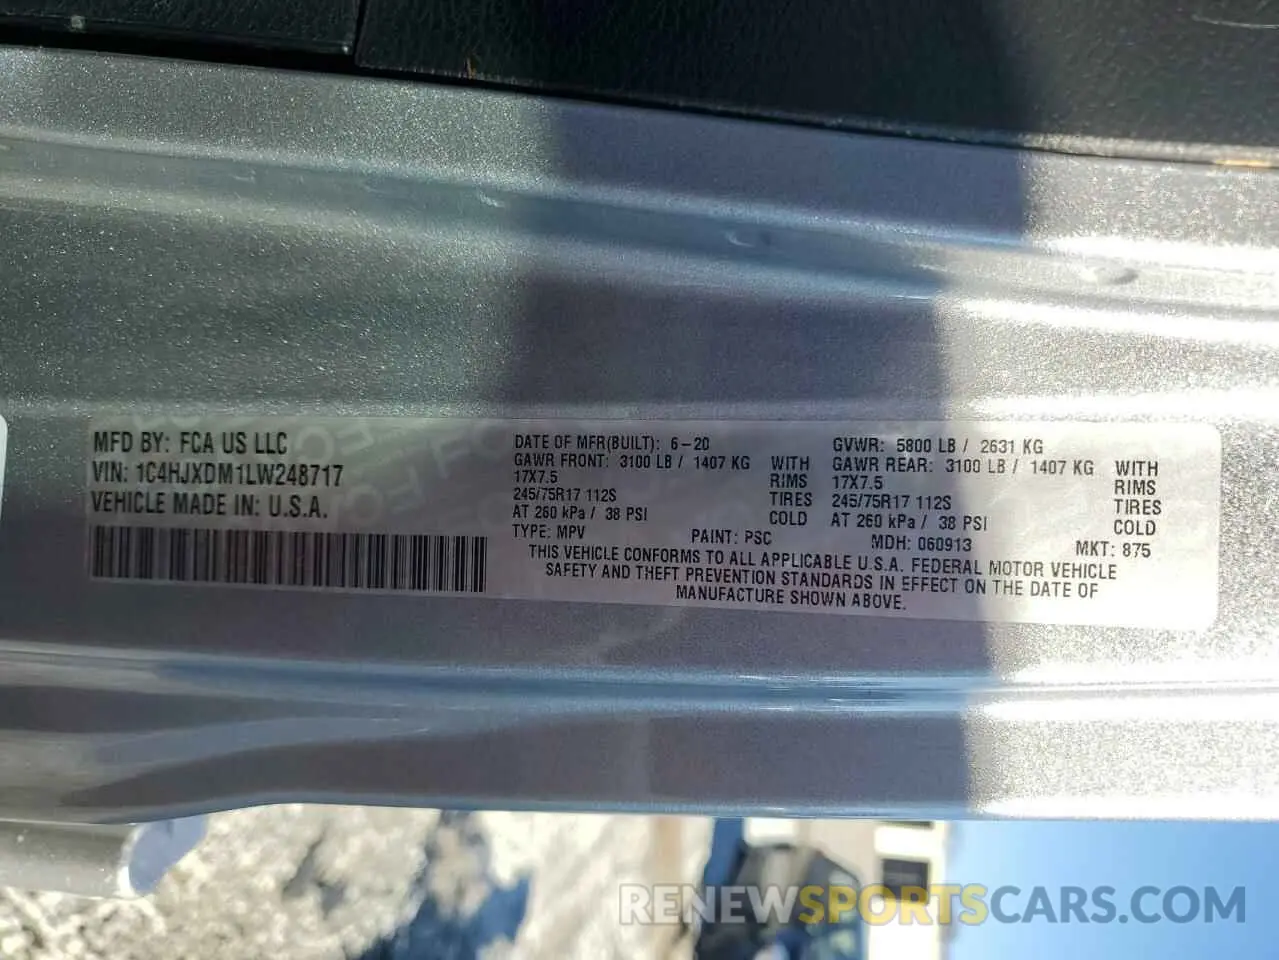 MFD BY: FCA US LLC
VIN: 1C4HJXDM1LW248717
VEHICLE MADE IN: U.S.A.
DATE OF MFR(BUILT): 6-20
GAWR FRONT: 3100 LB / 1407 KG WITH
17X7.5 RIMS
245/75R17 112S TIRES
AT 260 kPa / 38 PSI COLD
GVWR: 5800 LB / 2631 KG
GAWR REAR: 3100 LB / 1407 KG WITH
17X7.5 RIMS
245/75R17 112S TIRES
AT 260 kPa / 38 PSI COLD
TYPE: MPV PAINT: PSC MDH: 060913 MKT: 875
THIS VEHICLE CONFORMS TO ALL APPLICABLE U.S.A. FEDERAL MOTOR VEHICLE
SAFETY AND THEFT PREVENTION STANDARDS IN EFFECT ON THE DATE OF
MANUFACTURE SHOWN ABOVE.
RENEWSPORTSCARS.COM